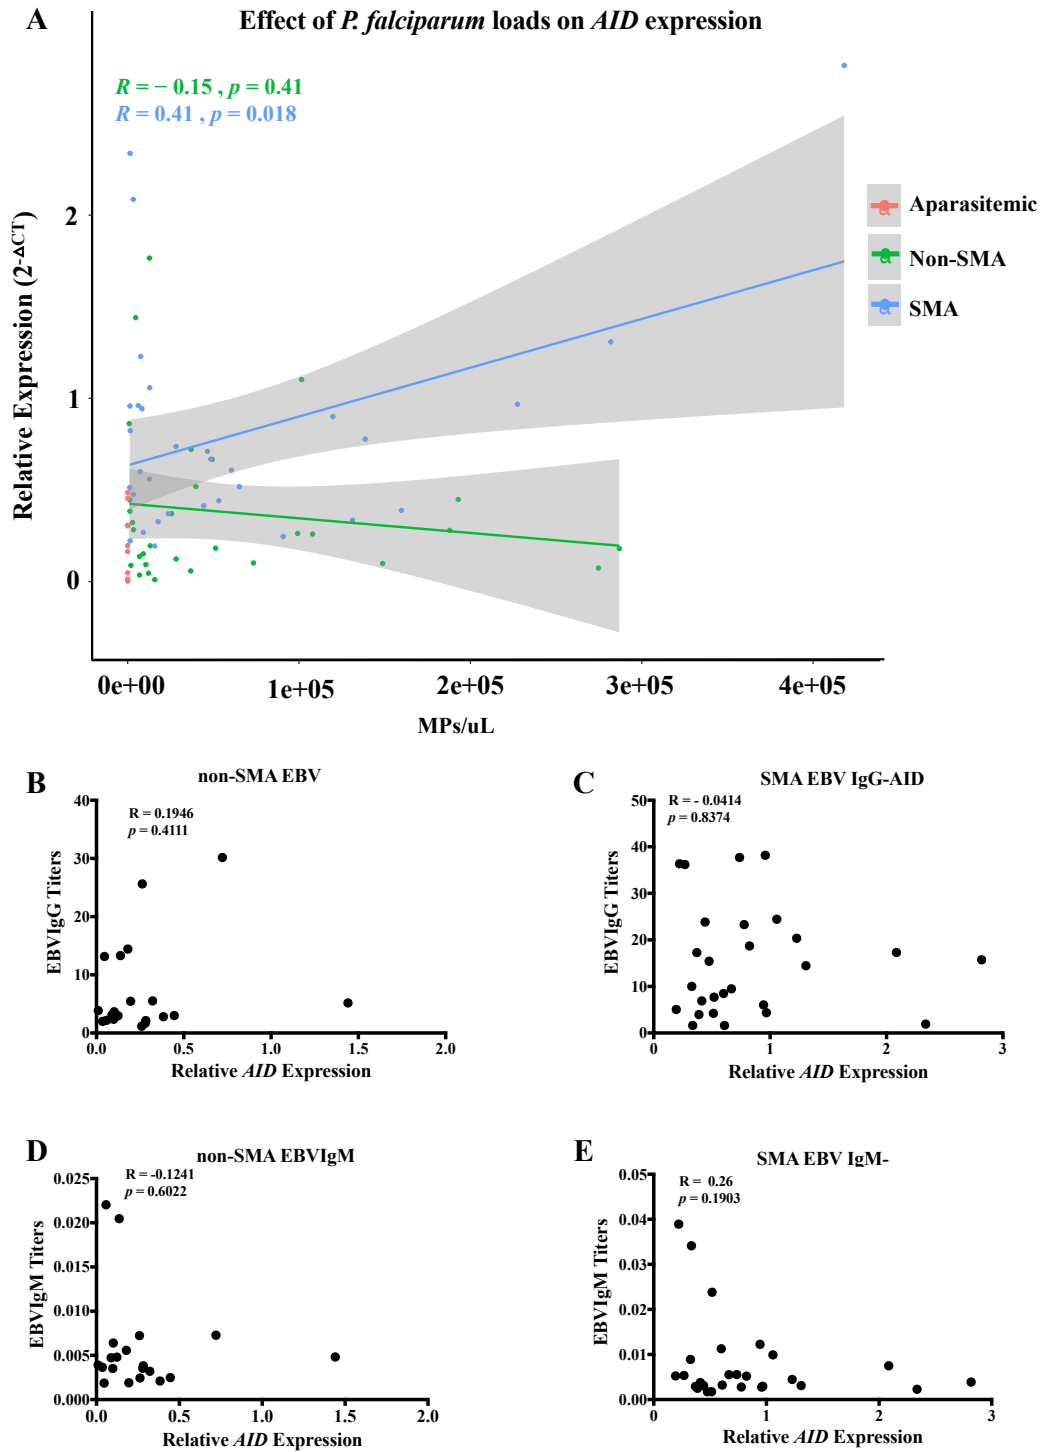 A
Effect of P. falciparum loads on AID expression
R = − 0.15 , p = 0.41
R = 0.41 , p = 0.018
Relative Expression (2-ΔCT)
2
1
0
0e+00 1e+05 2e+05 3e+05 4e+05
MPs/uL
a Aparasitemic
a Non-SMA
a SMA
B
non-SMA EBV
R = 0.1946
p = 0.4111
EBVIgG Titers
40
30
20
10
0
0.0 0.5 1.0 1.5 2.0
Relative AID Expression
C
SMA EBV IgG-AID
R = - 0.0414
p = 0.8374
EBVIgG Titers
50
40
30
20
10
0
0 1 2 3
Relative AID Expression
D
non-SMA EBVIgM
R = -0.1241
p = 0.6022
EBVIgM Titers
0.025
0.020
0.015
0.010
0.005
0.000
0.0 0.5 1.0 1.5 2.0
Relative AID Expression
E
SMA EBV IgM-
R = 0.26
p = 0.1903
EBVIgM Titers
0.05
0.04
0.03
0.02
0.01
0.00
0 1 2 3
Relative AID Expression